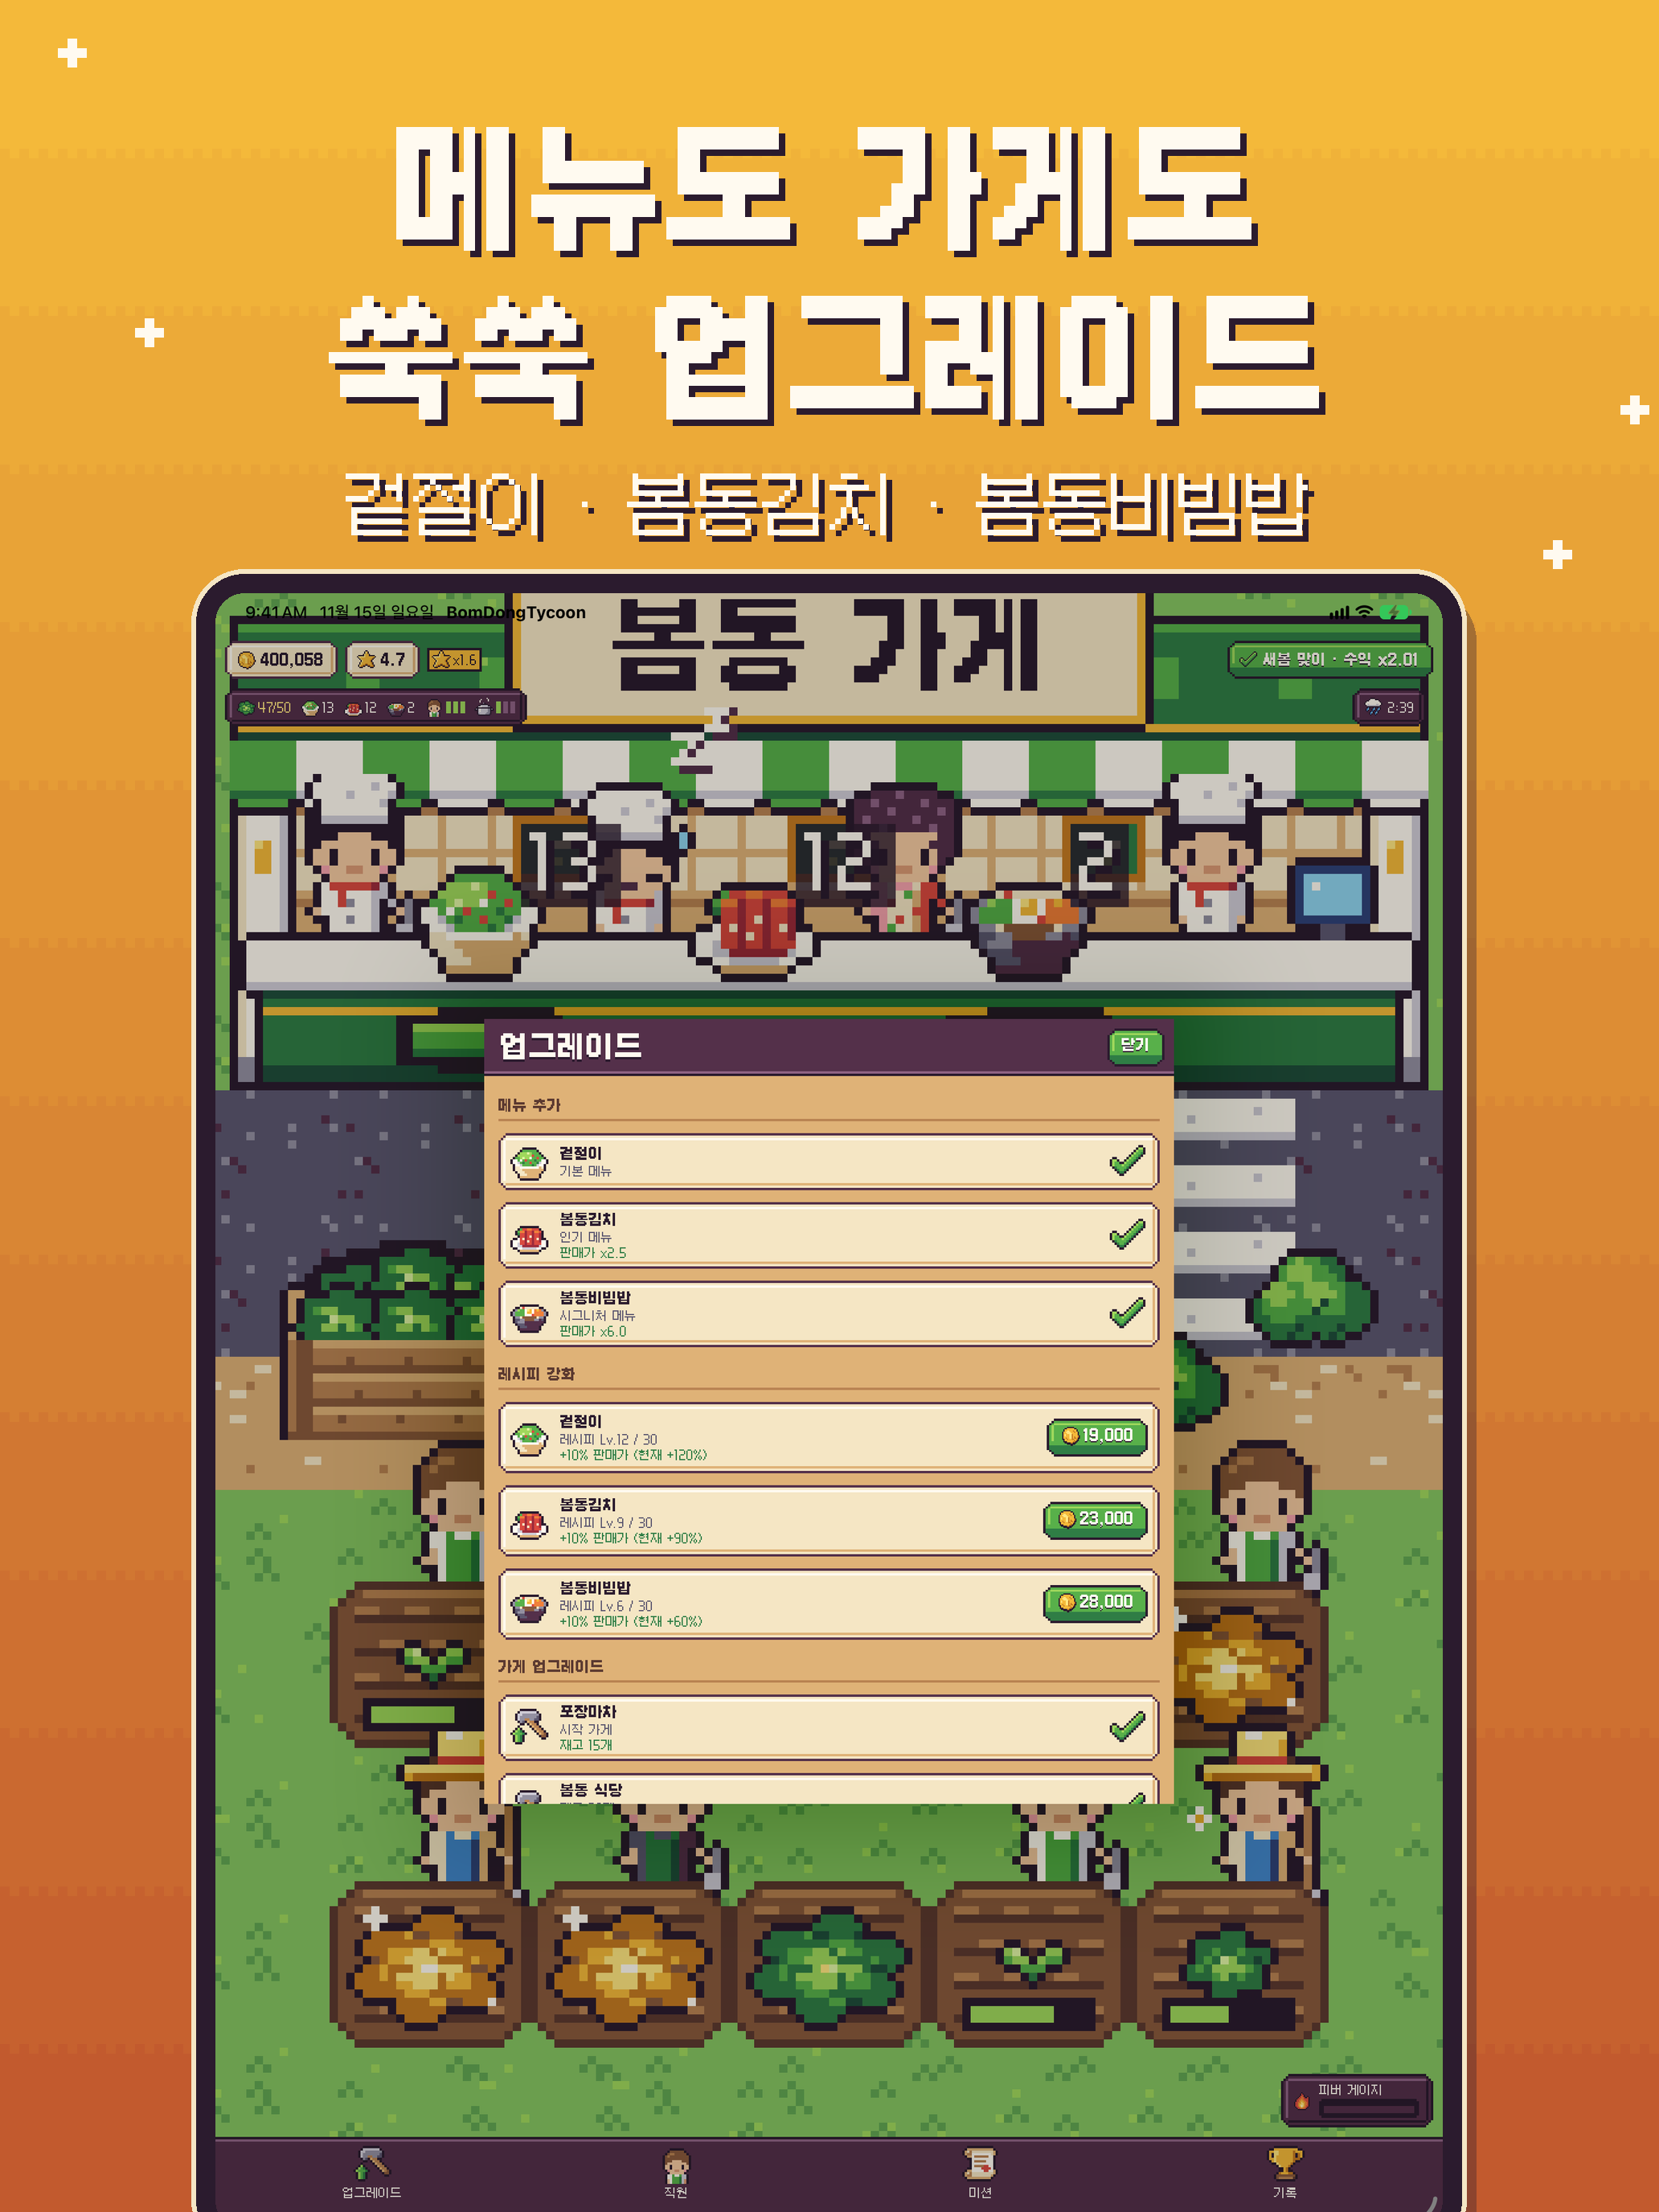 메뉴도 가게도
쑥쑥 업그레이드
겉절이 · 봄동김치 · 봄동비빔밥
9:41 AM 11월 15일 일요일 BomDongTycoon
봄동 가게
400,058 4.7 x1.6
새봄 맞이 · 수익 x2.01
47/50 13 12 2
2:39
Z
13 12 2
업그레이드
닫기
메뉴 추가
겉절이
기본 메뉴
봄동김치
인기 메뉴
판매가 x2.5
봄동비빔밥
시그니처 메뉴
판매가 x6.0
레시피 강화
겉절이
레시피 Lv.12 / 30
+10% 판매가 (현재 +120%)
19,000
봄동김치
레시피 Lv.9 / 30
+10% 판매가 (현재 +90%)
23,000
봄동비빔밥
레시피 Lv.6 / 30
+10% 판매가 (현재 +60%)
28,000
가게 업그레이드
포장마차
시작 가게
재고 15개
봄동 식당
피버 게이지
업그레이드 직원 미션 기록